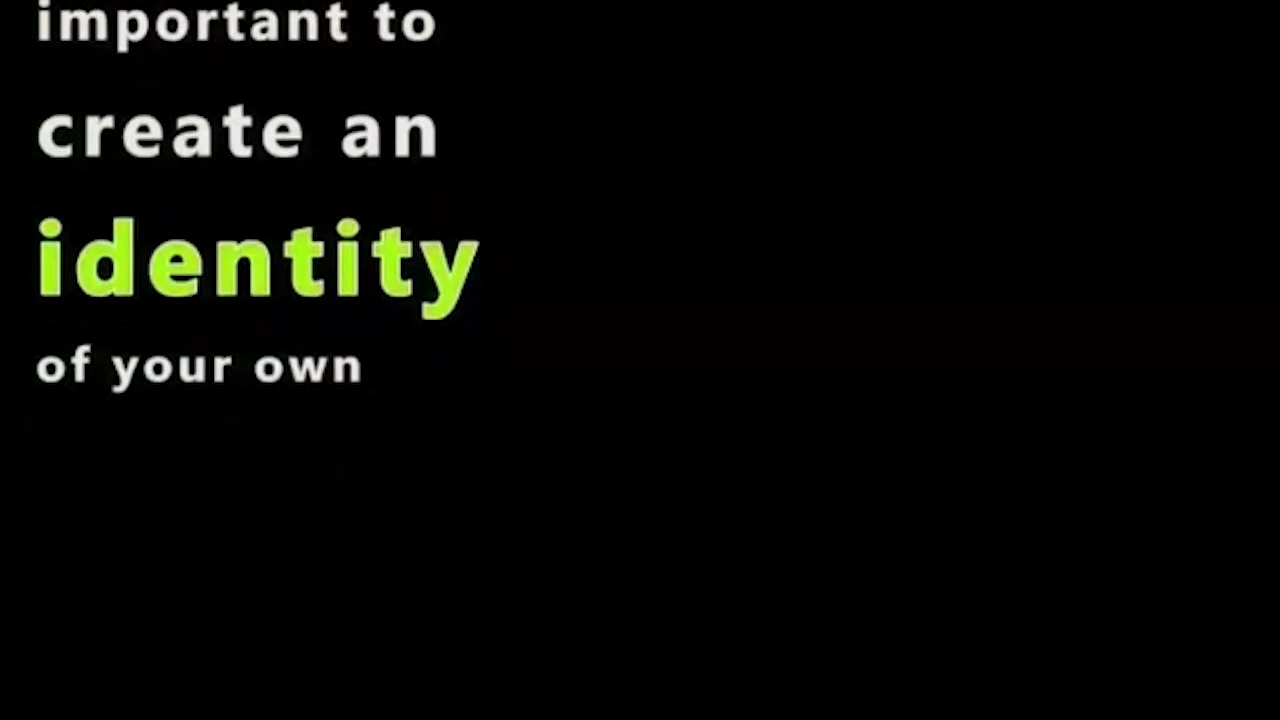 important to
create an
identity
of your own